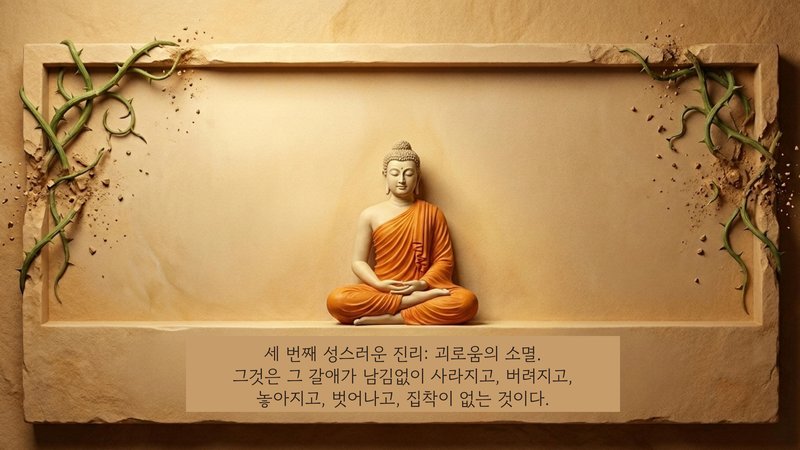 세 번째 성스러운 진리: 괴로움의 소멸.
그것은 그 갈애가 남김없이 사라지고, 버려지고,
놓아지고, 벗어나고, 집착이 없는 것이다.